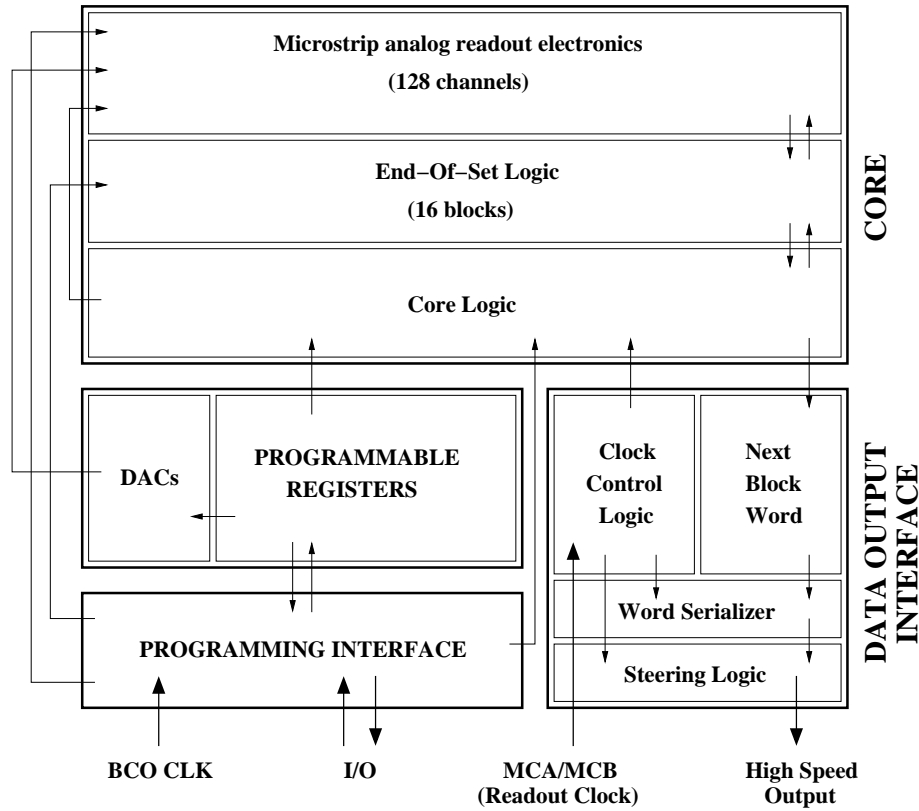 Microstrip analog readout electronics
(128 channels)
End−Of−Set Logic
(16 blocks)
Core Logic
CORE
DACs
PROGRAMMABLE
REGISTERS
Clock
Control
Logic
Next
Block
Word
Word Serializer
Steering Logic
DATA OUTPUT
INTERFACE
PROGRAMMING INTERFACE
BCO CLK
I/O
MCA/MCB
(Readout Clock)
High Speed
Output